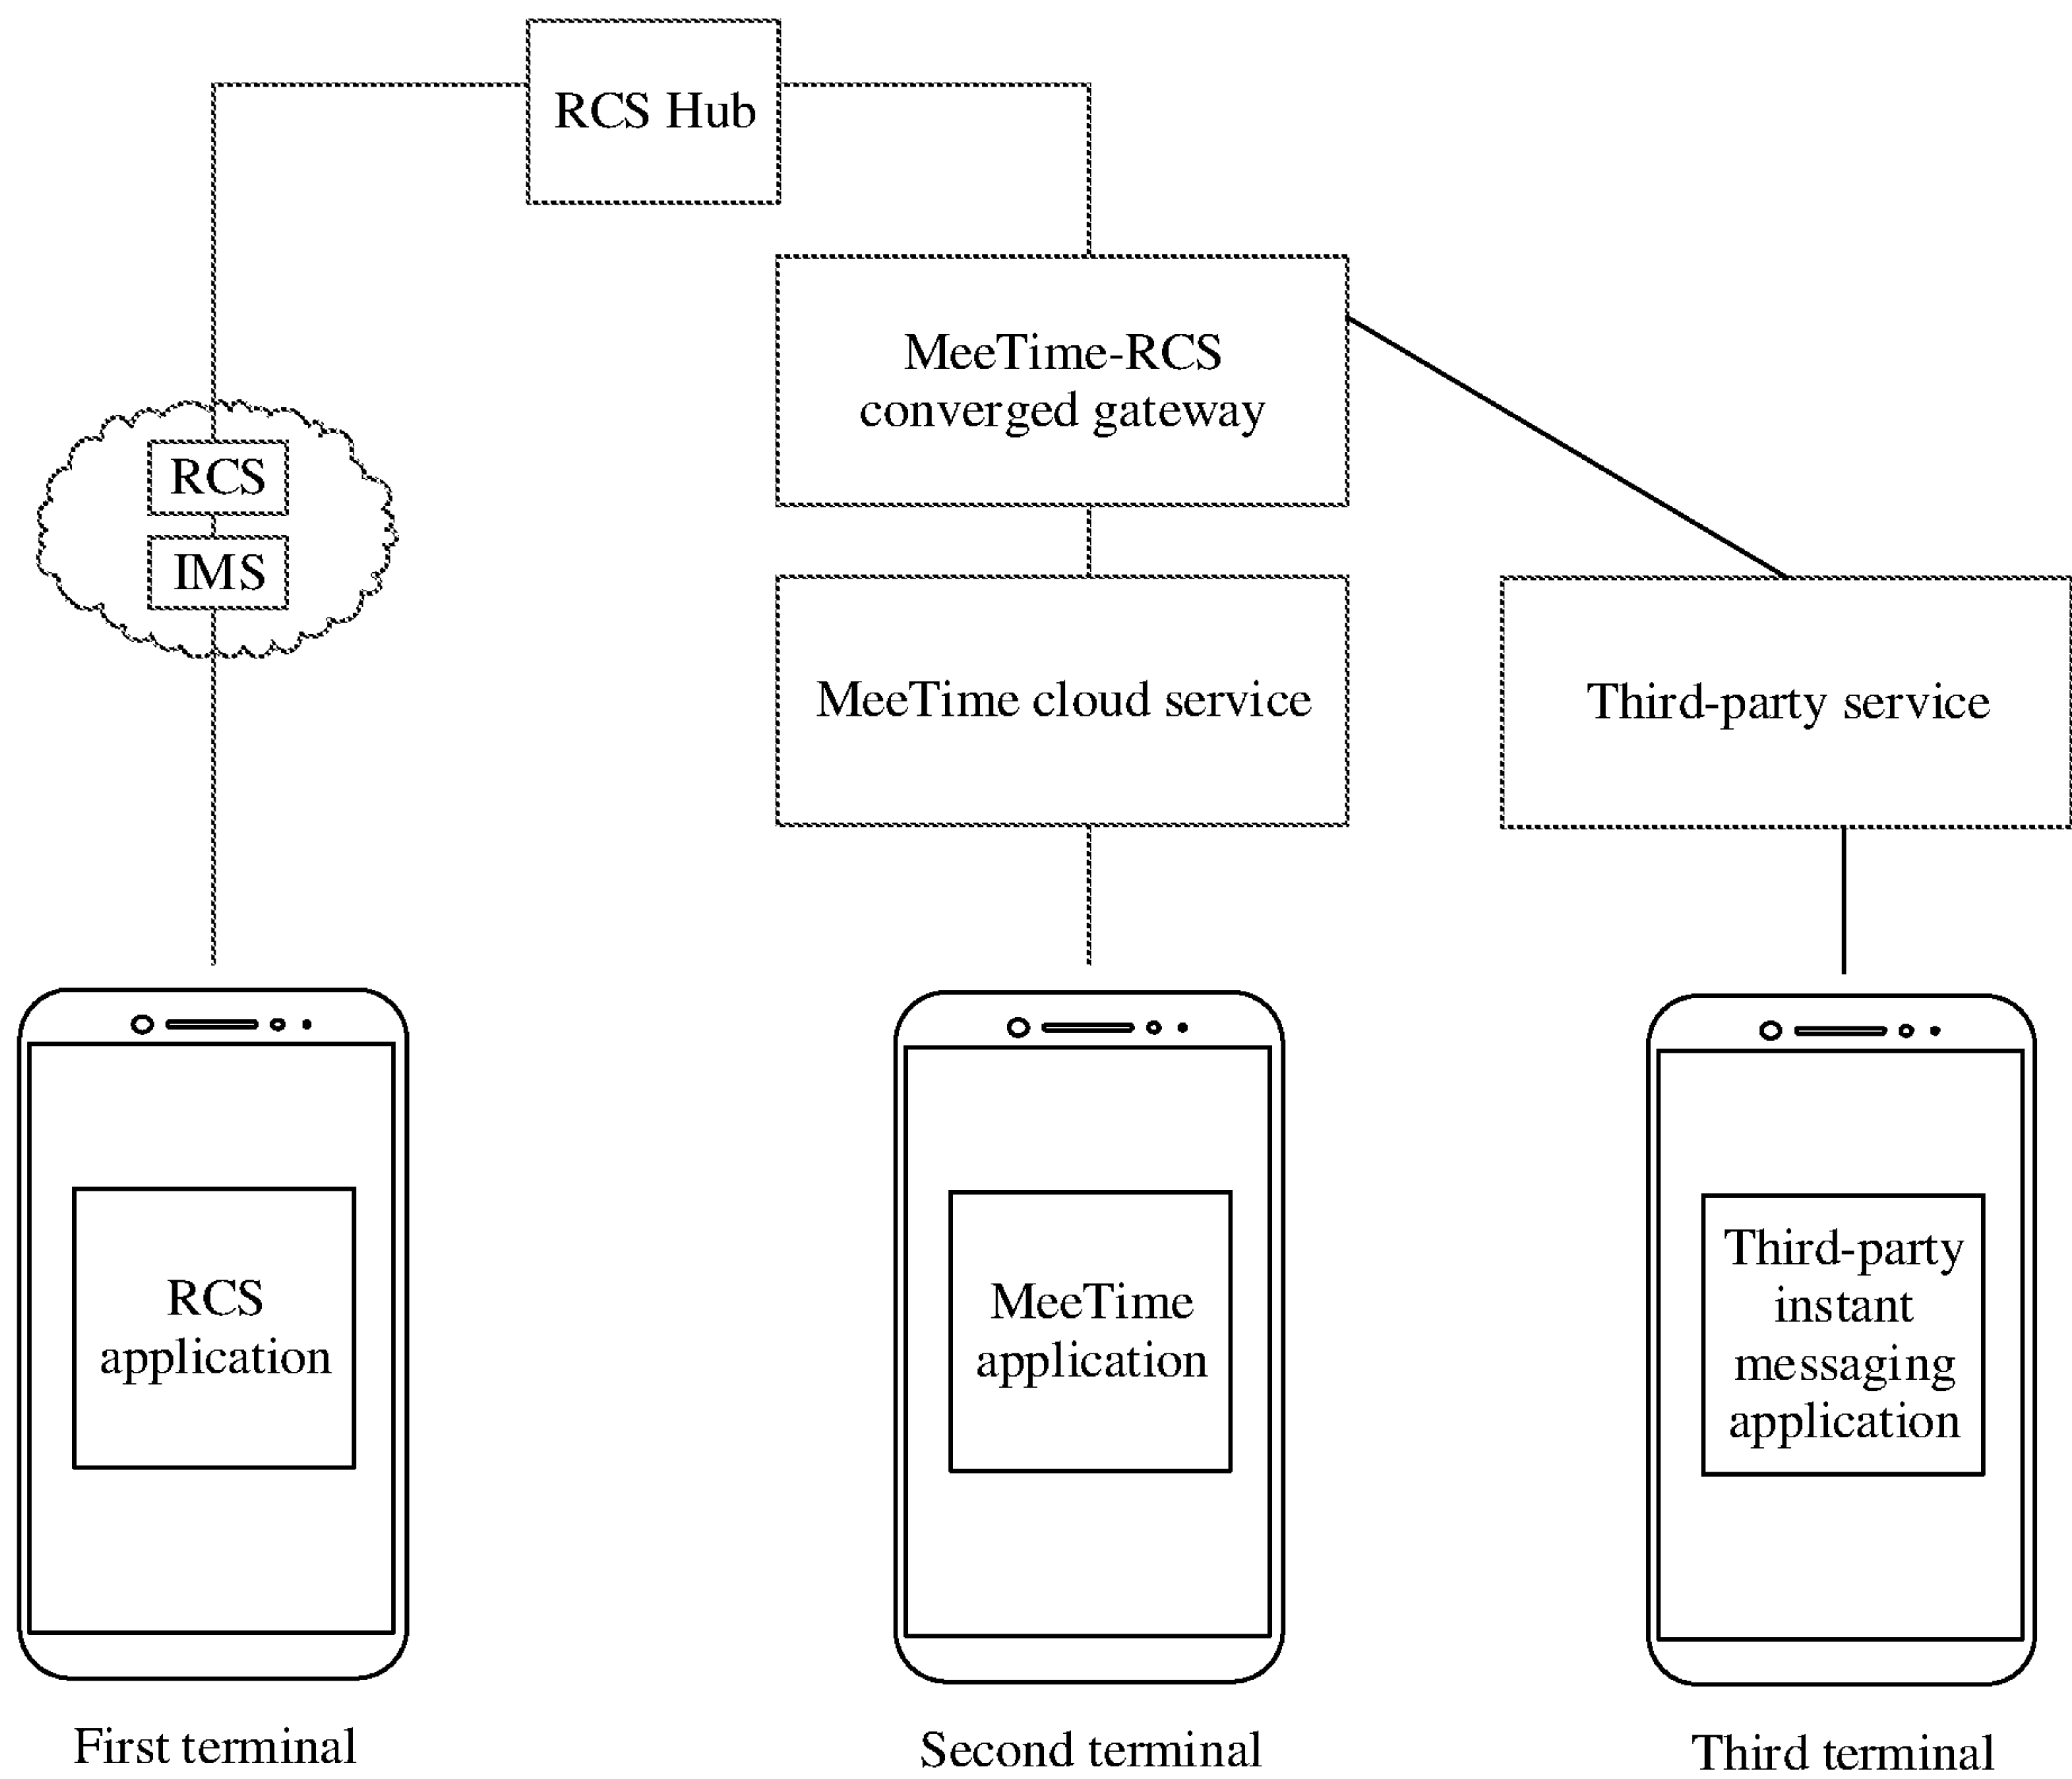 RCS Hub
MeeTime-RCS
converged gateway
RCS
IMS
MeeTime cloud service
Third-party service
RCS
application
MeeTime
application
Third-party
instant
messaging
application
First terminal
Second terminal
Third terminal